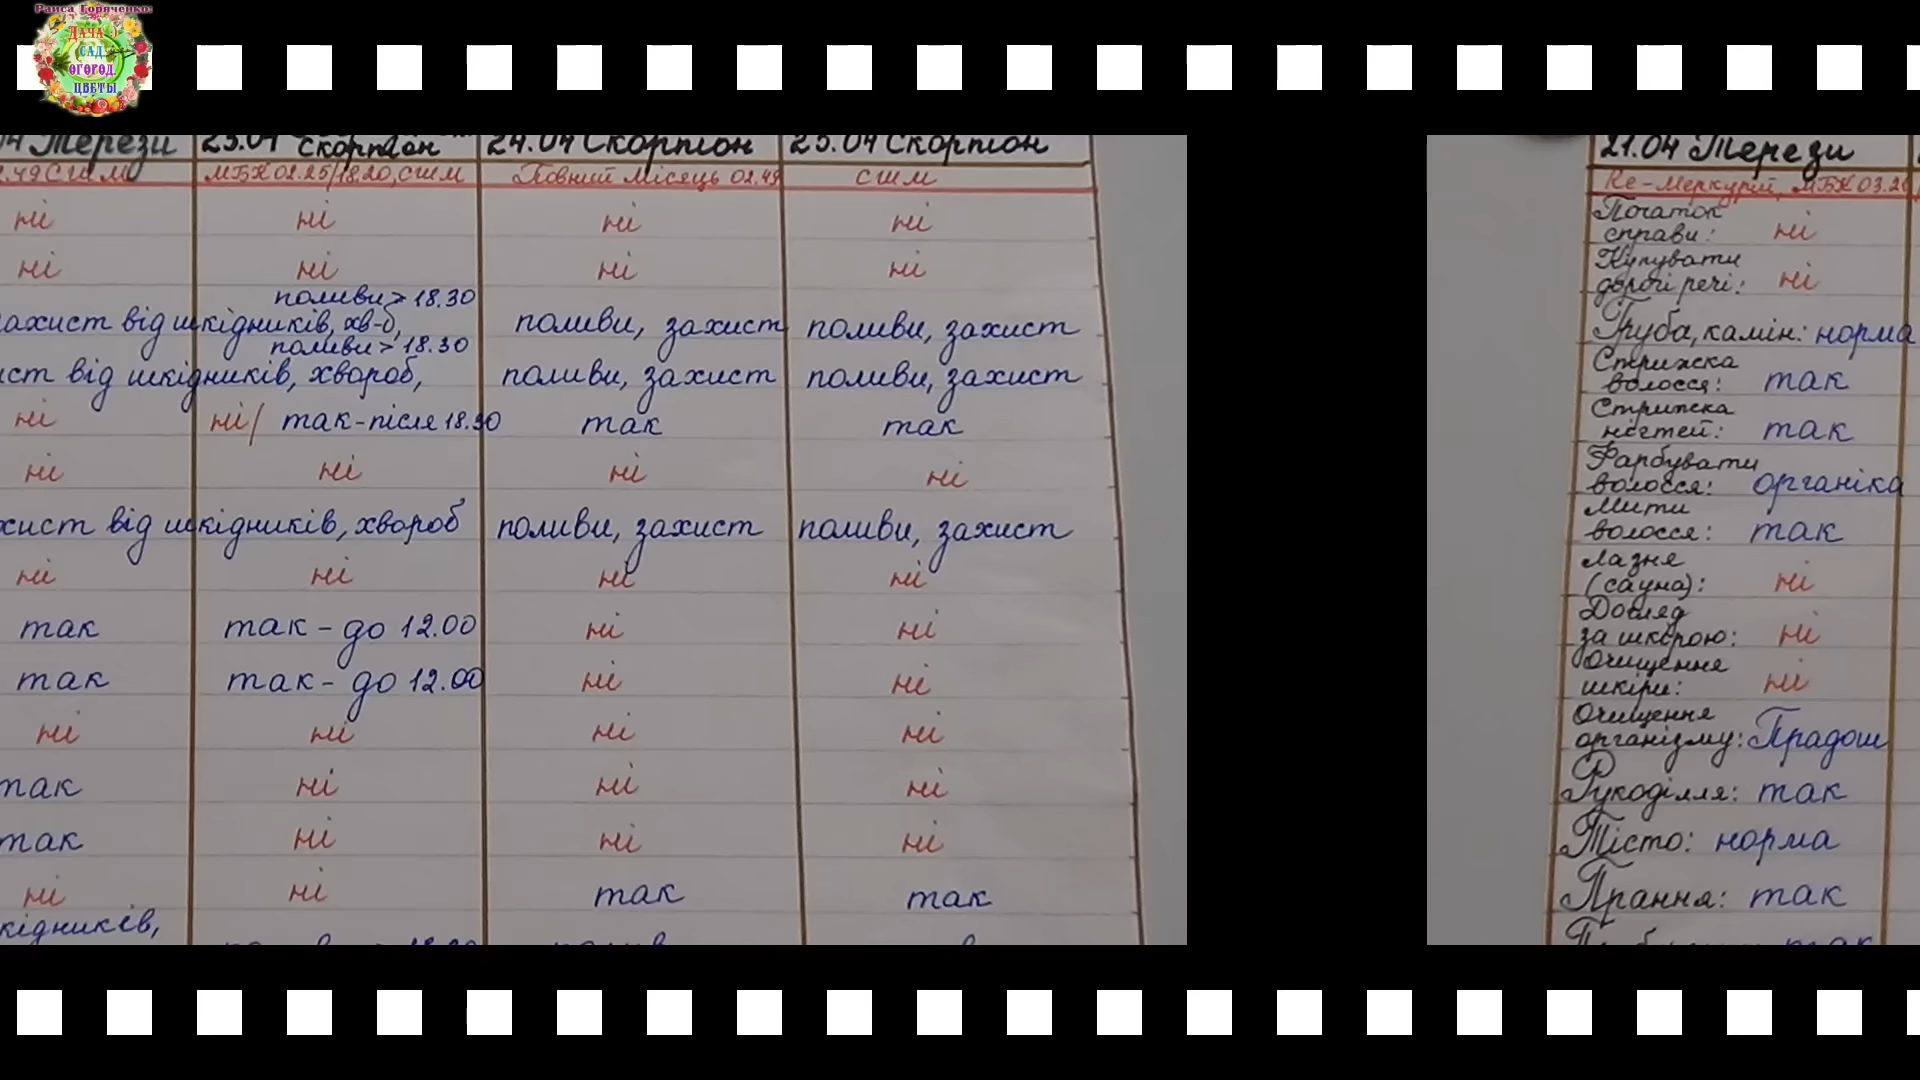 Раиса Горяченко:
Дача :)
сад
огород.
цветы
Терези 23.04 Скорпіон 24.04 Скорпіон 25.04 Скорпіон
СШМ МБК 02.25/18.20, СШМ Повний Місяць 02.49 СШМ
ні ні ні ні
ні ні ні ні
поливи > 18.30
захист від шкідників, хв-б, поливи, захист поливи, захист
поливи > 18.30
від шкідників, хвороб, поливи, захист поливи, захист
ні ні/ так-після 18.30 так так
ні ні ні ні
від шкідників, хвороб поливи, захист поливи, захист
ні ні ні ні
так так - до 12.00 ні ні
так так - до 12.00 ні ні
ні ні ні ні
так ні ні ні
так ні ні ні
ні ні так так
21.04 Терези
Re-Меркурій, МБК 03.2
Початок
справи: ні
Купувати
дорогі речі: ні
Труба, камін: норма
Стрижка
волосся: так
Стрижка
ногтей: так
Фарбувати
волосся: органіка
Мити
волосся: так
Лазня
(сауна): ні
Догляд
за шкірою: ні
Очищення
шкіри: ні
Очищення
організму: Прадош
Рукоділля: так
Тісто: норма
Прання: так